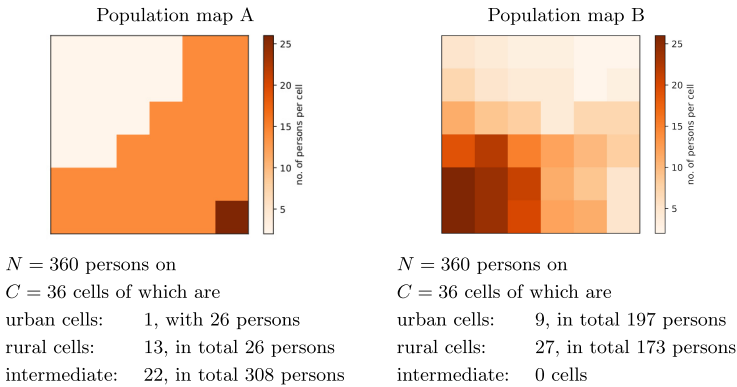 Population map A
25
20
15
10
5
no. of persons per cell
N = 360 persons on
C = 36 cells of which are
urban cells: 1, with 26 persons
rural cells: 13, in total 26 persons
intermediate: 22, in total 308 persons
Population map B
25
20
15
10
5
no. of persons per cell
N = 360 persons on
C = 36 cells of which are
urban cells: 9, in total 197 persons
rural cells: 27, in total 173 persons
intermediate: 0 cells